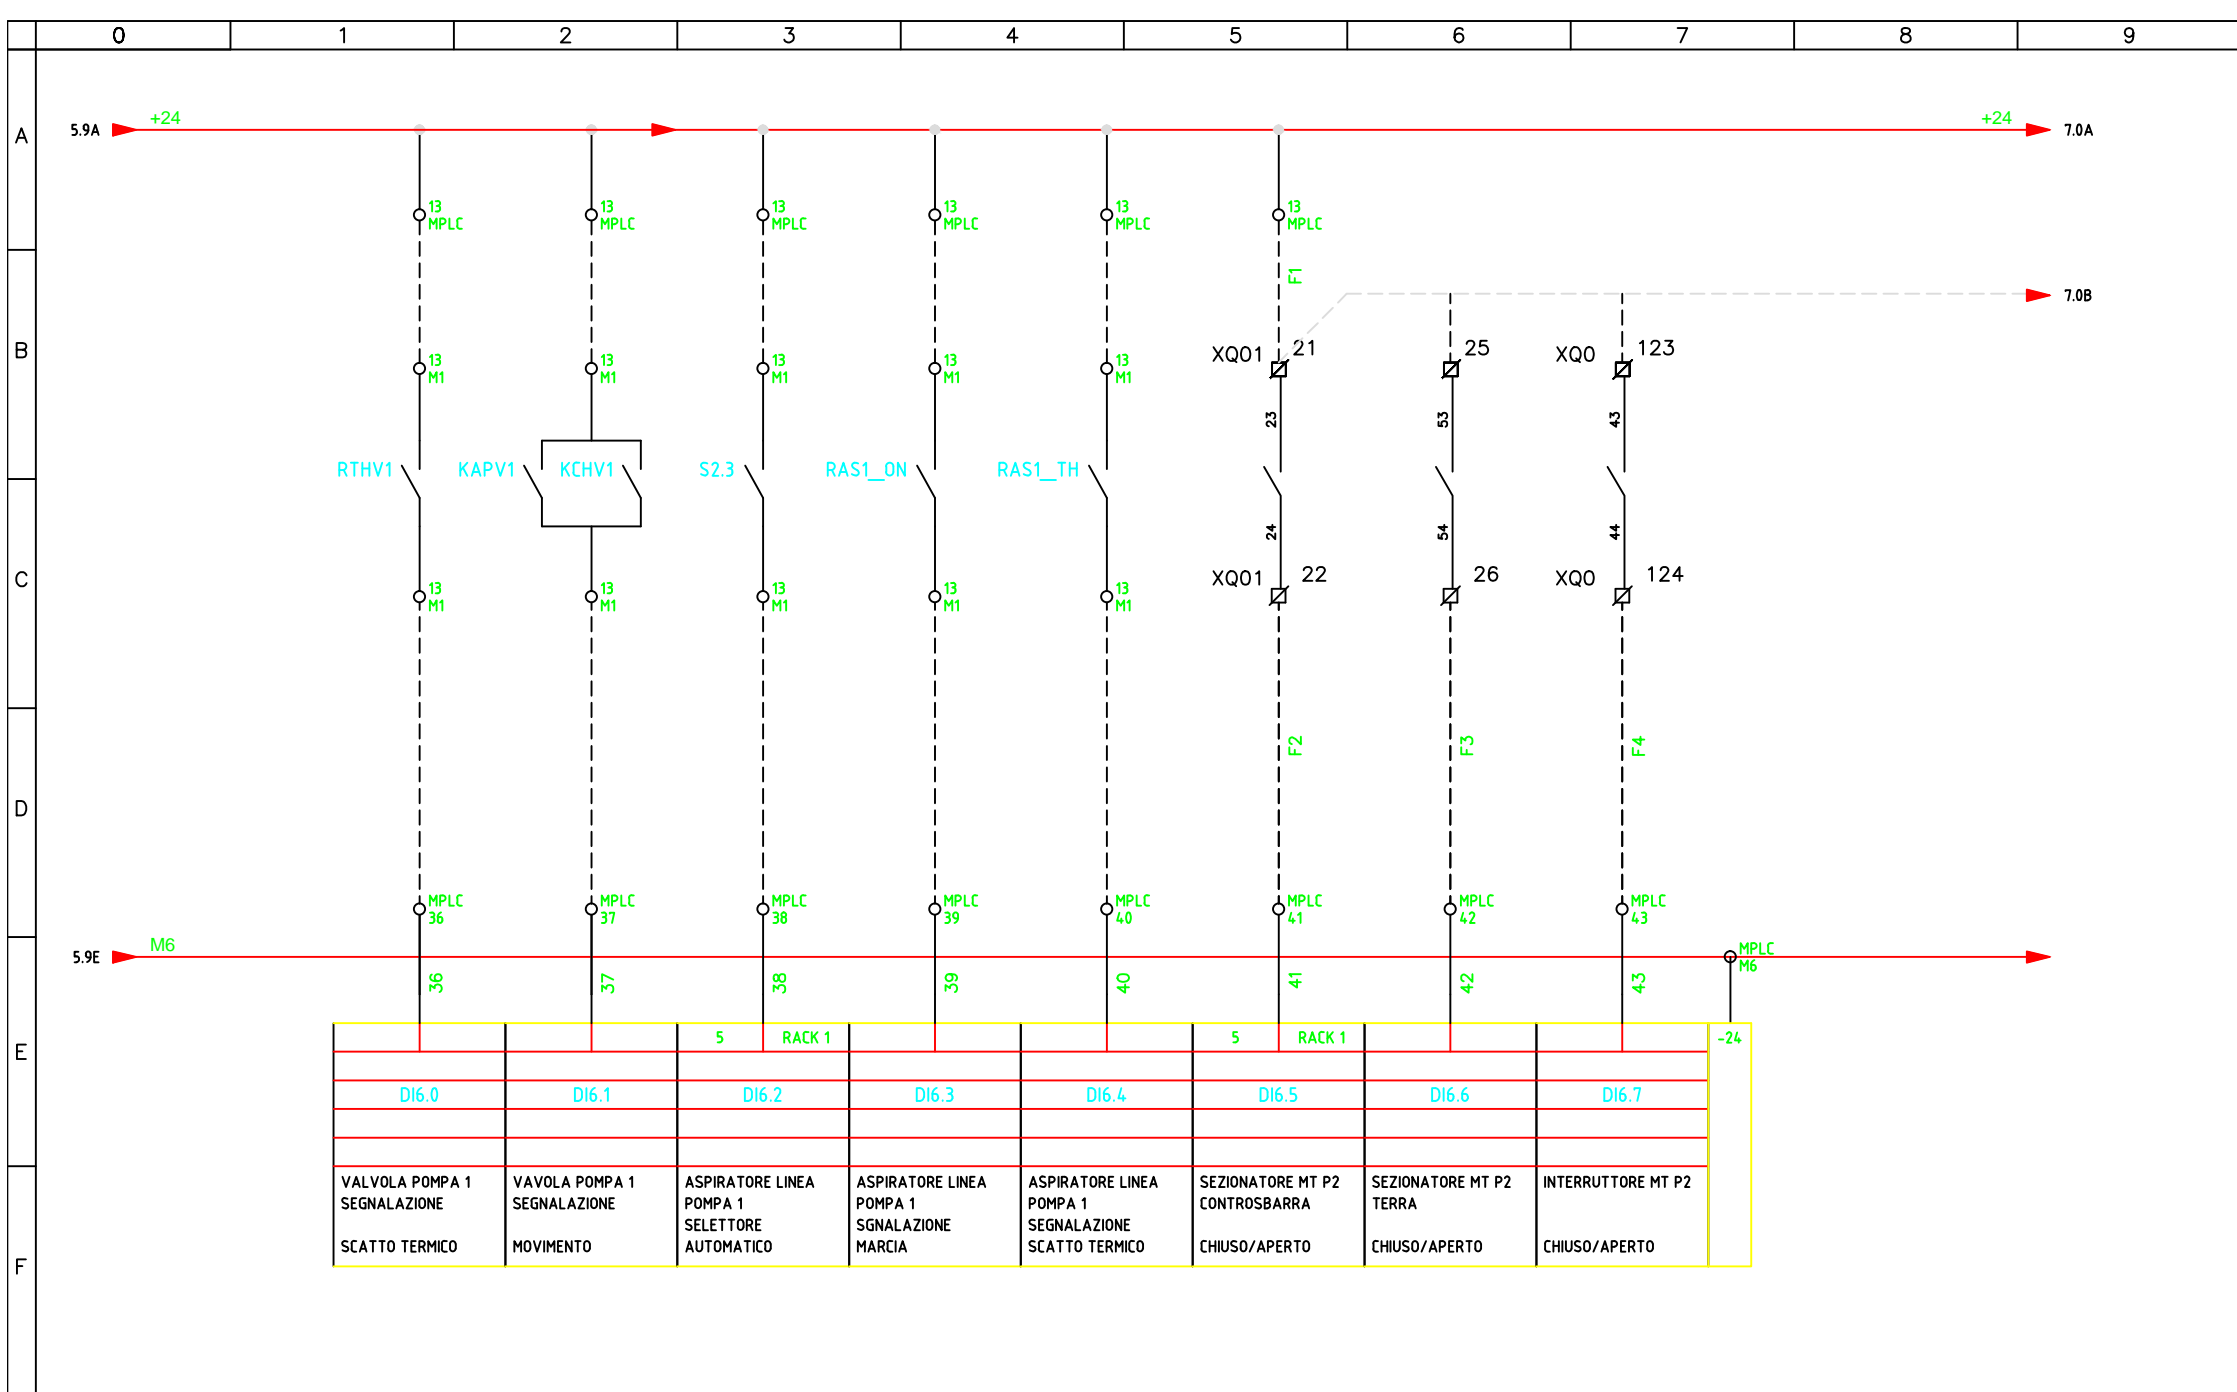 0 1 2 3 4 5 6 7 8 9
A
5.9A +24 +24 7.0A
13 13 13 13 13 13
MPLC MPLC MPLC MPLC MPLC MPLC
F1
7.0B
B
XQ01 21 25 XQ0 123
13 13 13 13 13
M1 M1 M1 M1 M1
23 53 43
RTHV1 KAPV1 KCHV1 S2.3 RAS1_ON RAS1_TH
24 54 44
C
XQ01 22 26 XQ0 124
13 13 13 13 13
M1 M1 M1 M1 M1
F2 F3 F4
D
MPLC MPLC MPLC MPLC MPLC MPLC MPLC MPLC
36 37 38 39 40 41 42 43
5.9E M6 MPLC
M6
36 37 38 39 40 41 42 43
E
5 RACK 1 5 RACK 1 -24
DI6.0 DI6.1 DI6.2 DI6.3 DI6.4 DI6.5 DI6.6 DI6.7
VALVOLA POMPA 1
SEGNALAZIONE
SCATTO TERMICO
VAVOLA POMPA 1
SEGNALAZIONE
MOVIMENTO
ASPIRATORE LINEA
POMPA 1
SELETTORE
AUTOMATICO
ASPIRATORE LINEA
POMPA 1
SGNALAZIONE
MARCIA
ASPIRATORE LINEA
POMPA 1
SEGNALAZIONE
SCATTO TERMICO
SEZIONATORE MT P2
CONTROSBARRA
CHIUSO/APERTO
SEZIONATORE MT P2
TERRA
CHIUSO/APERTO
INTERRUTTORE MT P2
CHIUSO/APERTO
F